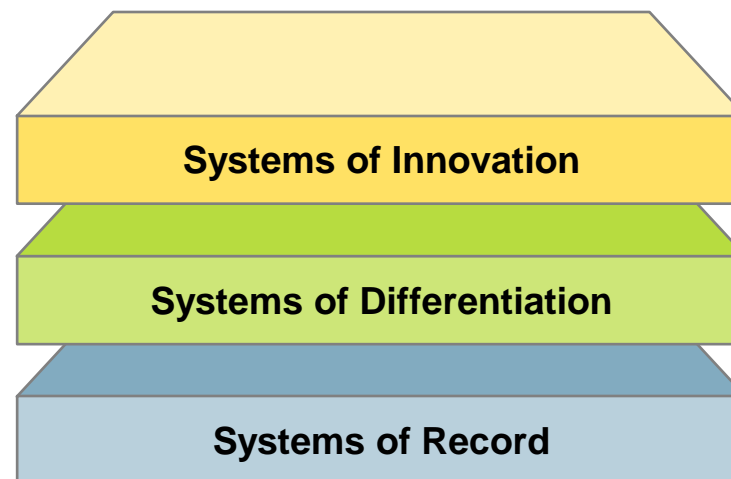 Systems of Innovation
Systems of Differentiation
Systems of Record